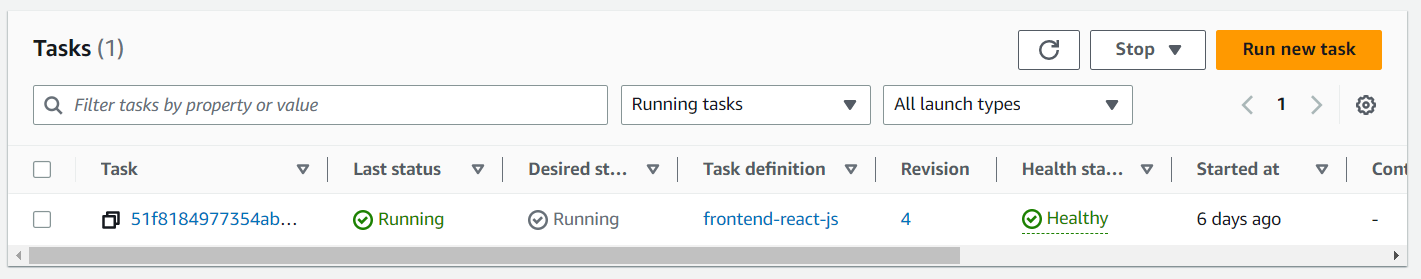 Tasks (1)
Stop
Run new task
Filter tasks by property or value
Running tasks
All launch types
1
Task
Last status
Desired st...
Task definition
Revision
Health sta...
Started at
Cont
51f8184977354ab...
Running
Running
frontend-react-js
4
Healthy
6 days ago
-